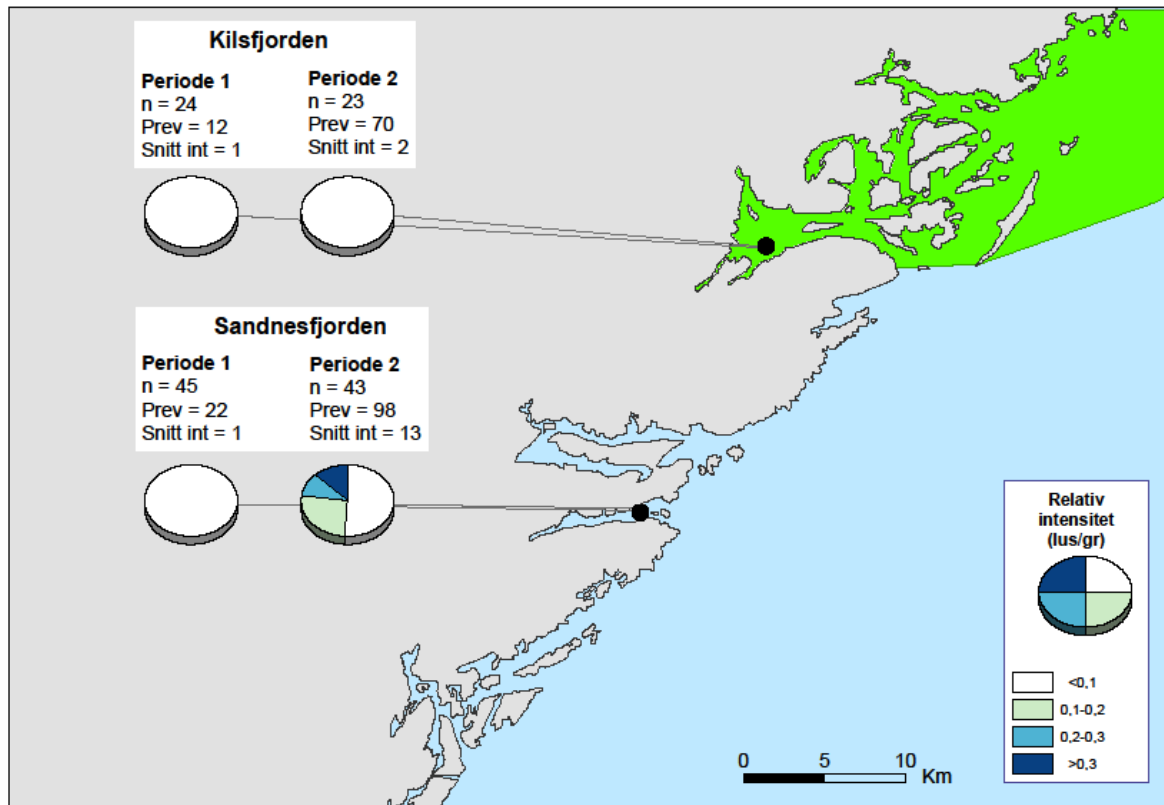 Kilsfjorden
Periode 1
n = 24
Prev = 12
Snitt int = 1
Periode 2
n = 23
Prev = 70
Snitt int = 2
Sandnesfjorden
Periode 1
n = 45
Prev = 22
Snitt int = 1
Periode 2
n = 43
Prev = 98
Snitt int = 13
Relativ
intensitet
(lus/gr)
<0,1
0,1-0,2
0,2-0,3
>0,3
0 5 10
Km